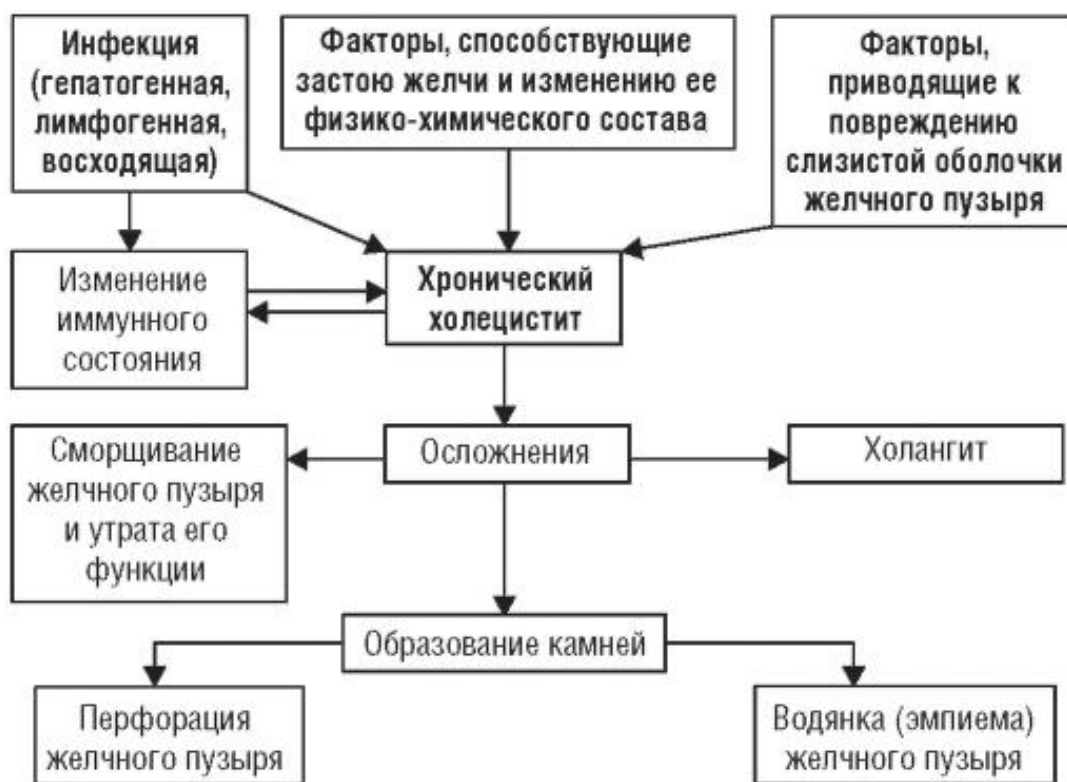 Инфекция
(гепатогенная,
лимфогенная,
восходящая)
Факторы, способствующие
застою желчи и изменению ее
физико-химического состава
Факторы,
приводящие к
повреждению
слизистой оболочки
желчного пузыря
Изменение
иммунного
состояния
Хронический
холецистит
Сморщивание
желчного пузыря
и утрата его
функции
Осложнения
Холангит
Образование камней
Перфорация
желчного пузыря
Водянка (эмпиема)
желчного пузыря